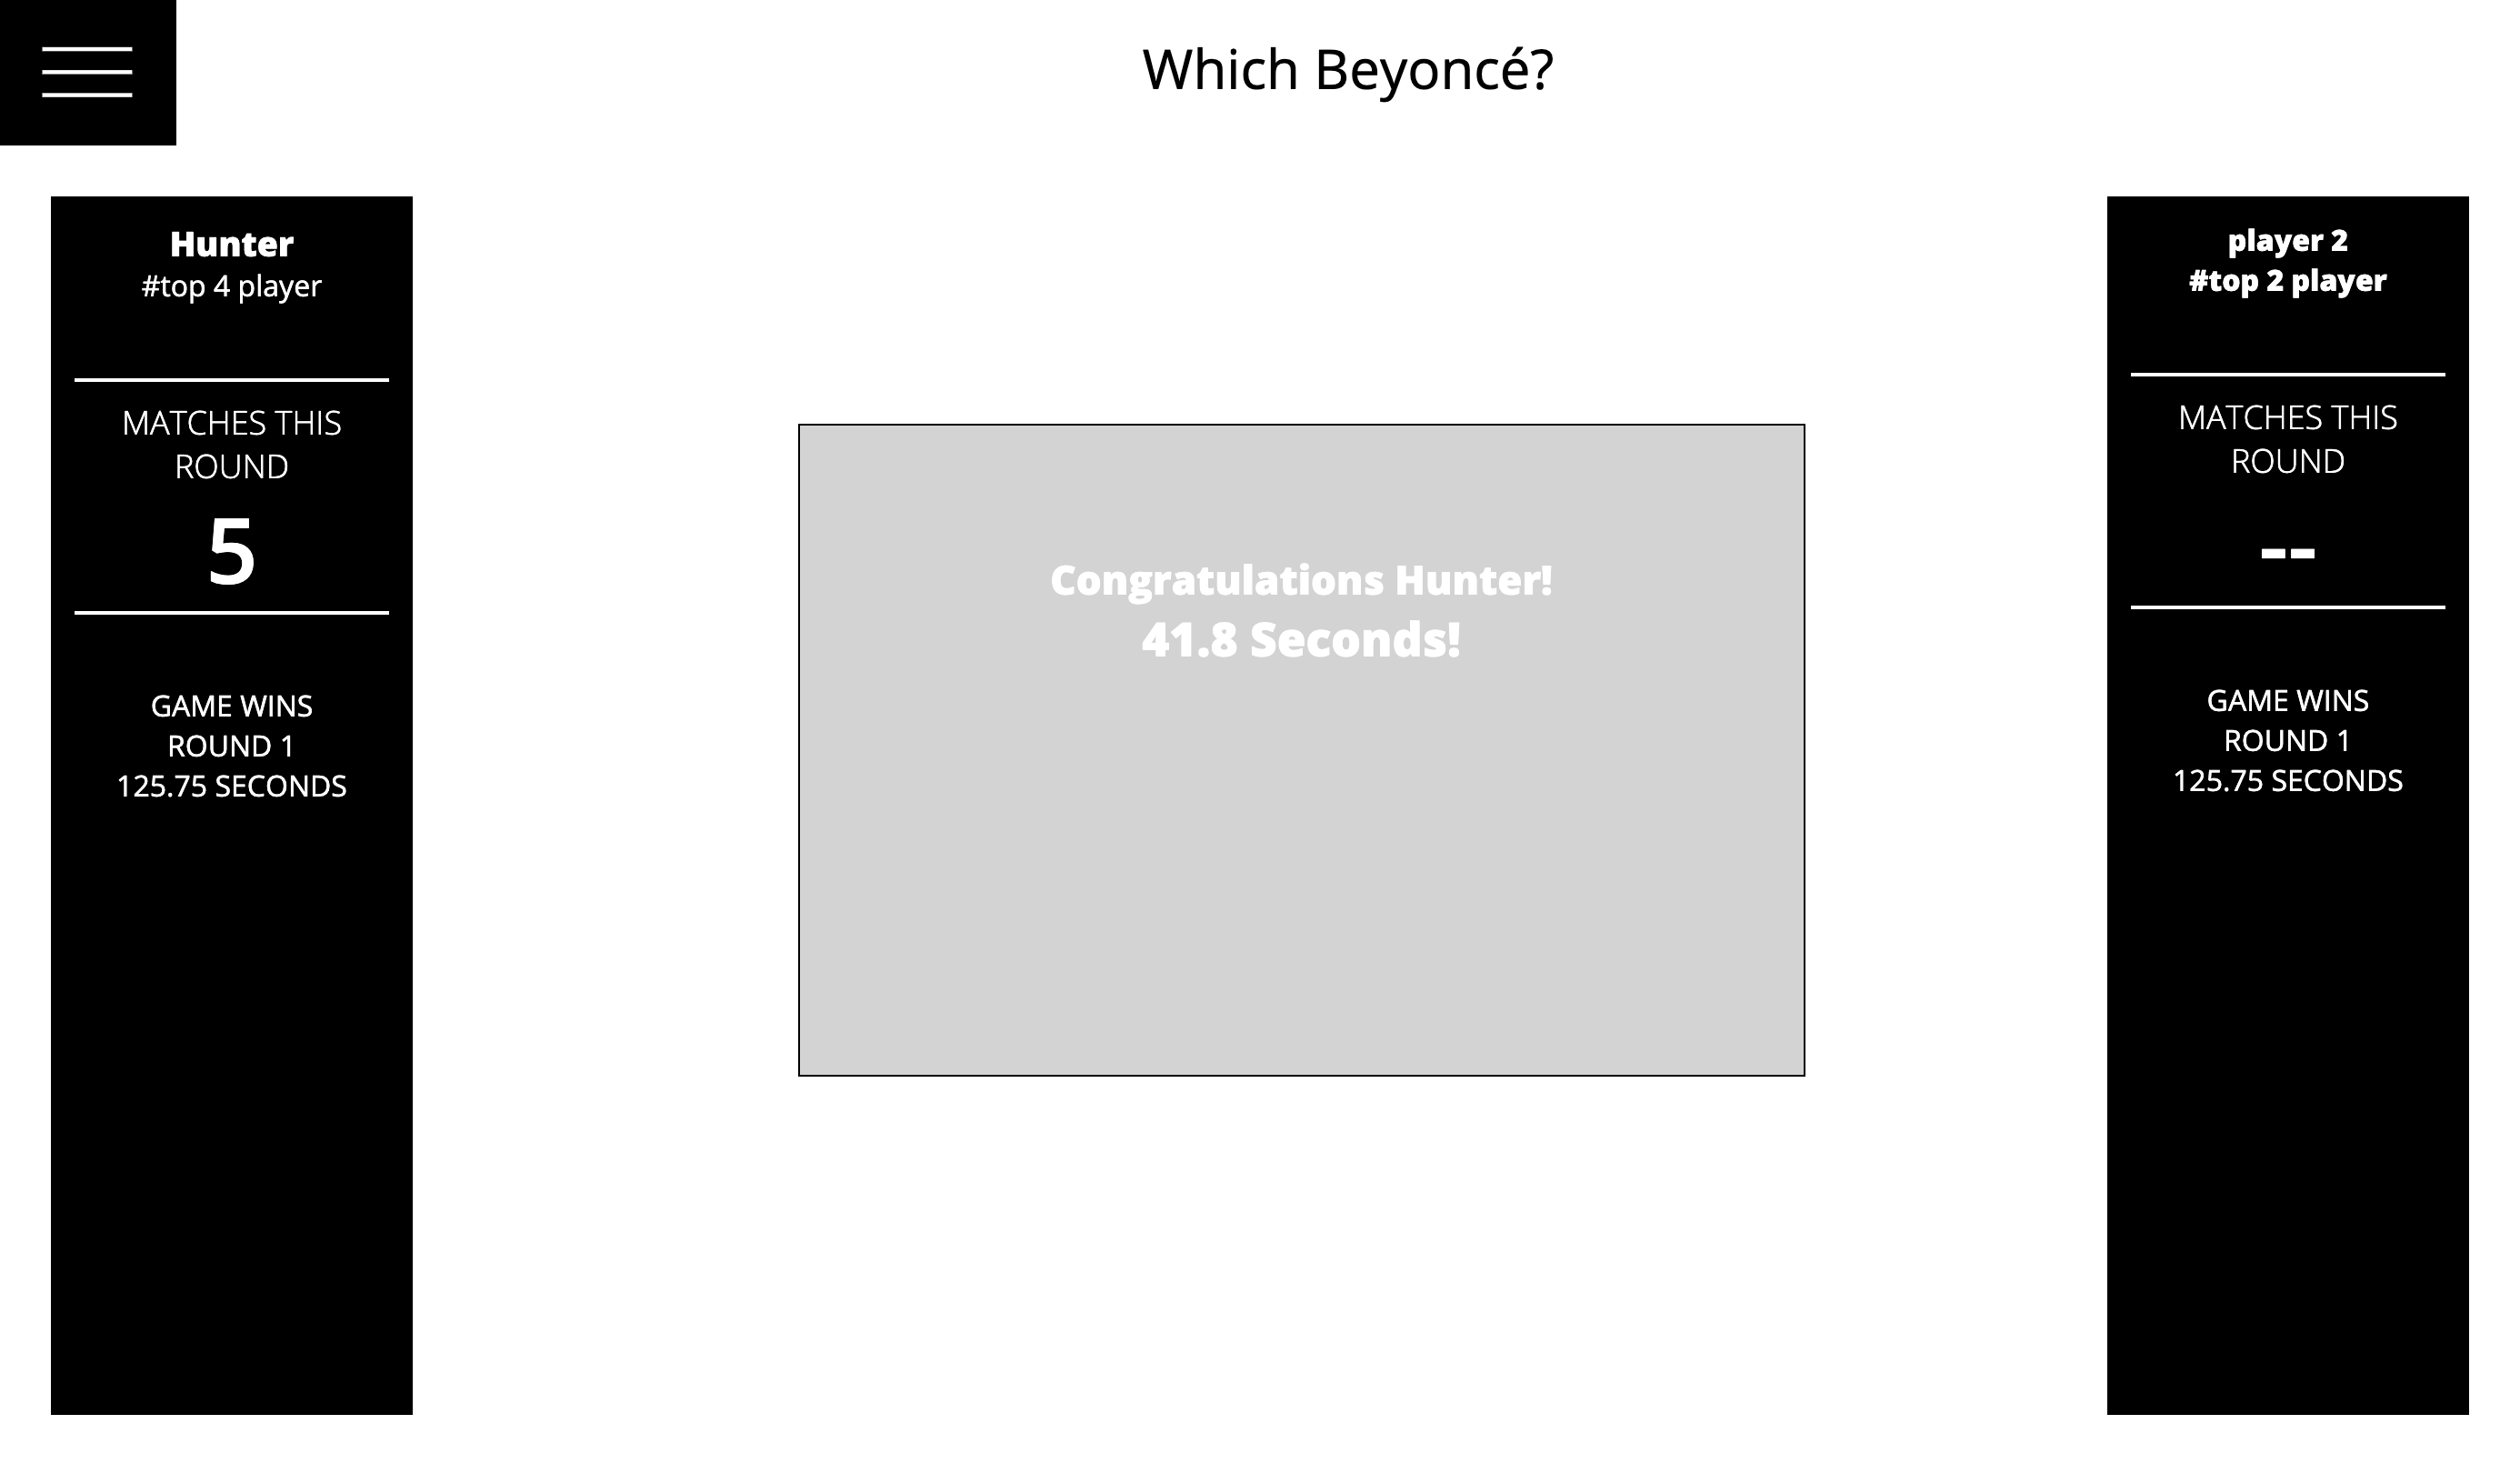 Which Beyoncé?
Hunter
#top 4 player
MATCHES THIS
ROUND
5
GAME WINS
ROUND 1
125.75 SECONDS
Congratulations Hunter!
41.8 Seconds!
player 2
#top 2 player
MATCHES THIS
ROUND
--
GAME WINS
ROUND 1
125.75 SECONDS